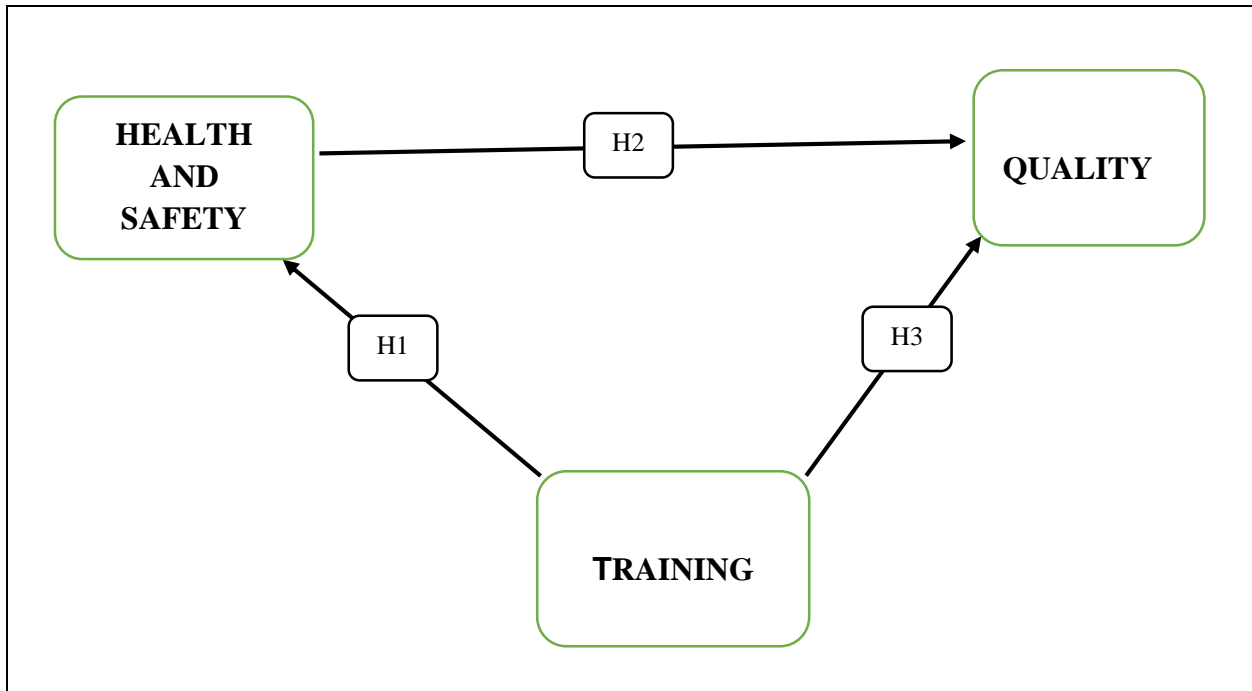 HEALTH
AND
SAFETY
H2
QUALITY
H1
H3
TRAINING